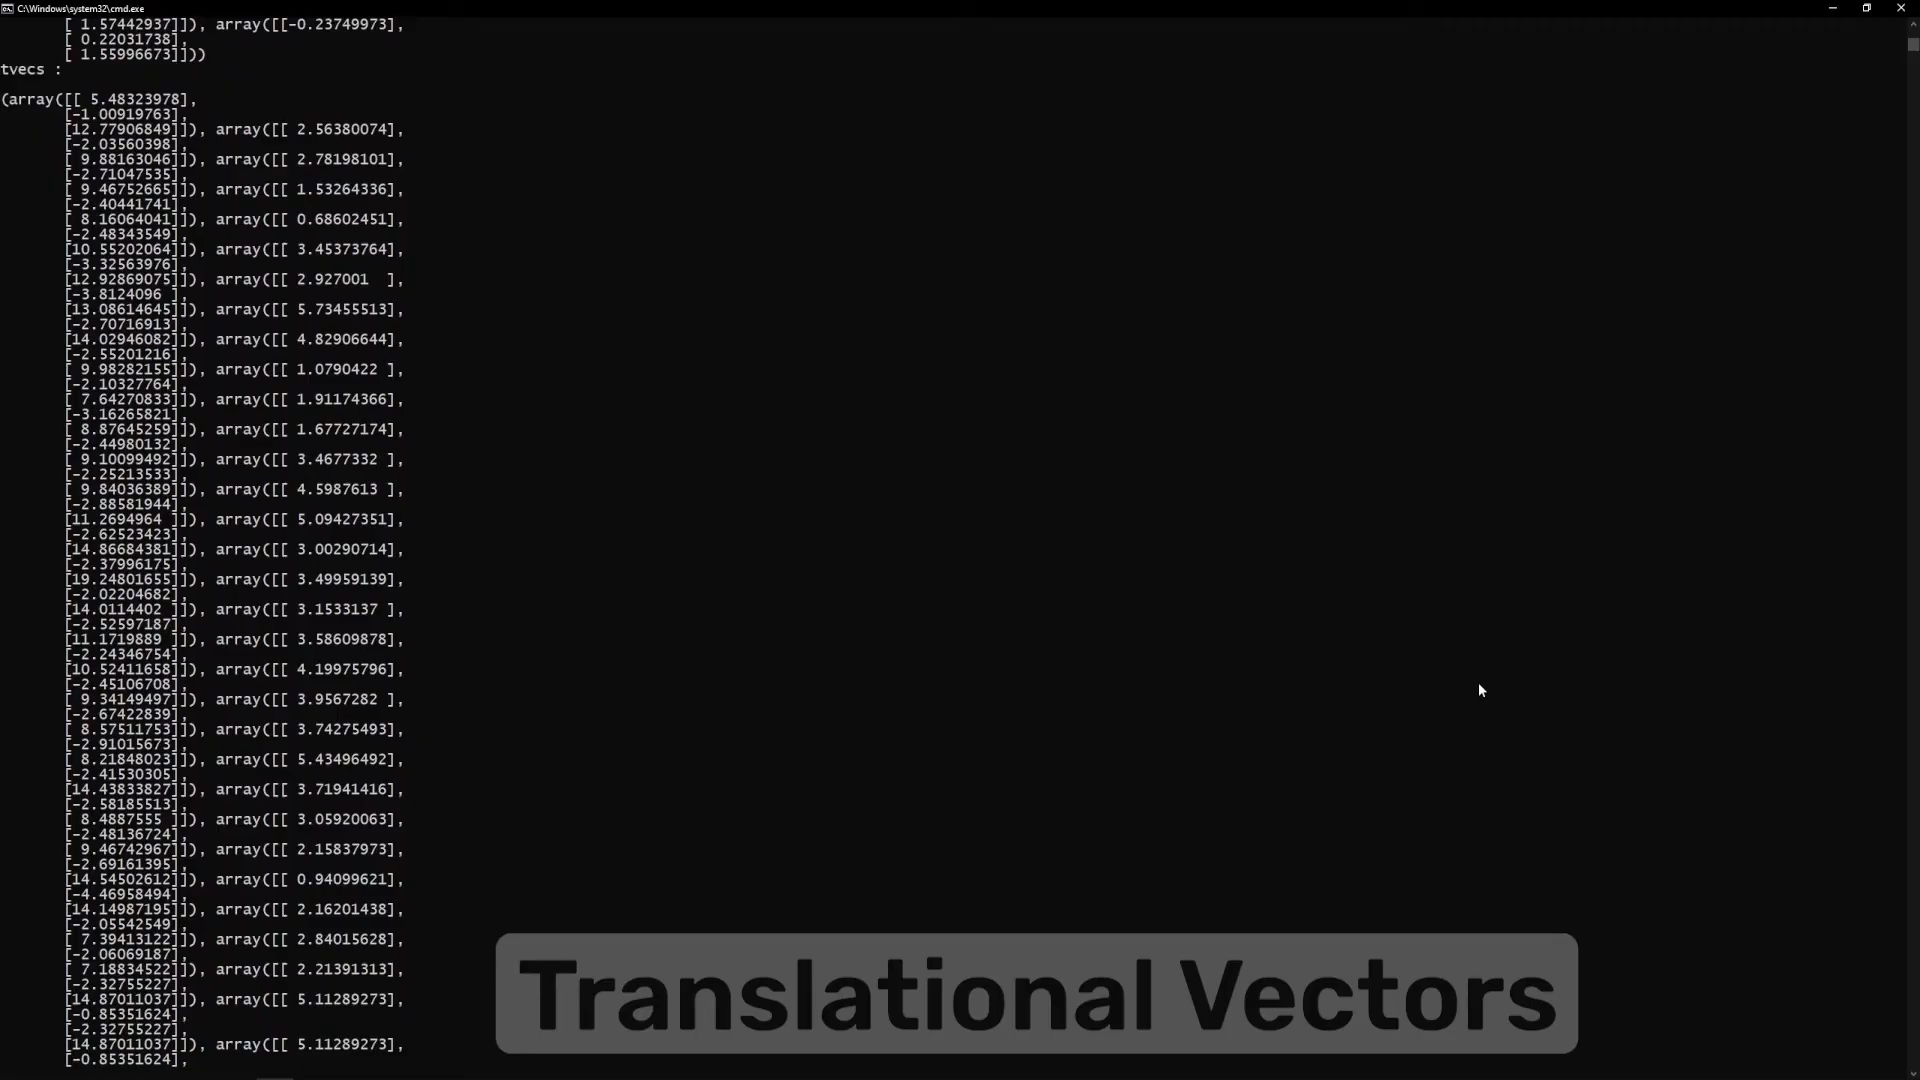 C:\Windows\system32\cmd.exe
[ 1.57442937]]), array([[-0.23749973],
[ 0.22031738],
[ 1.55996673]]))
tvecs :
(array([[ 5.48323978],
[-1.00919763],
[12.77906849]]), array([[ 2.56380074],
[-2.03560398],
[ 9.88163046]]), array([[ 2.78198101],
[-2.71047535],
[ 9.46752665]]), array([[ 1.53264336],
[-2.40441741],
[ 8.16064041]]), array([[ 0.68602451],
[-2.48343549],
[10.55202064]]), array([[ 3.45373764],
[-3.32563976],
[12.92869075]]), array([[ 2.927001  ],
[-3.8124096 ],
[13.08614645]]), array([[ 5.73455513],
[-2.70716913],
[14.02946082]]), array([[ 4.82906644],
[-2.55201216],
[ 9.98282155]]), array([[ 1.0790422 ],
[-2.10327764],
[ 7.64270833]]), array([[ 1.91174366],
[-3.16265821],
[ 8.87645259]]), array([[ 1.67727174],
[-2.44980132],
[ 9.10099492]]), array([[ 3.4677332 ],
[-2.25213533],
[ 9.84036389]]), array([[ 4.5987613 ],
[-2.88581944],
[11.2694964 ]]), array([[ 5.09427351],
[-2.62523423],
[14.86684381]]), array([[ 3.00290714],
[-2.37996175],
[19.24801655]]), array([[ 3.49959139],
[-2.02204682],
[14.0114402 ]]), array([[ 3.1533137 ],
[-2.52597187],
[11.1719889 ]]), array([[ 3.58609878],
[-2.24346754],
[10.52411658]]), array([[ 4.19975796],
[-2.45106708],
[ 9.34149497]]), array([[ 3.9567282 ],
[-2.67422839],
[ 8.57511753]]), array([[ 3.74275493],
[-2.91015673],
[ 8.21848023]]), array([[ 5.43496492],
[-2.41530305],
[14.43833827]]), array([[ 3.71941416],
[-2.58185513],
[ 8.4887555 ]]), array([[ 3.05920063],
[-2.48136724],
[ 9.46742967]]), array([[ 2.15837973],
[-2.69161395],
[14.54502612]]), array([[ 0.94099621],
[-4.46958494],
[14.14987195]]), array([[ 2.16201438],
[-2.05542549],
[ 7.39413122]]), array([[ 2.84015628],
[-2.06069187],
[ 7.18834522]]), array([[ 2.21391313],
[-2.32755227],
[14.87011037]]), array([[ 5.11289273],
[-0.85351624],
[-2.32755227],
[14.87011037]]), array([[ 5.11289273],
[-0.85351624],
Translational Vectors